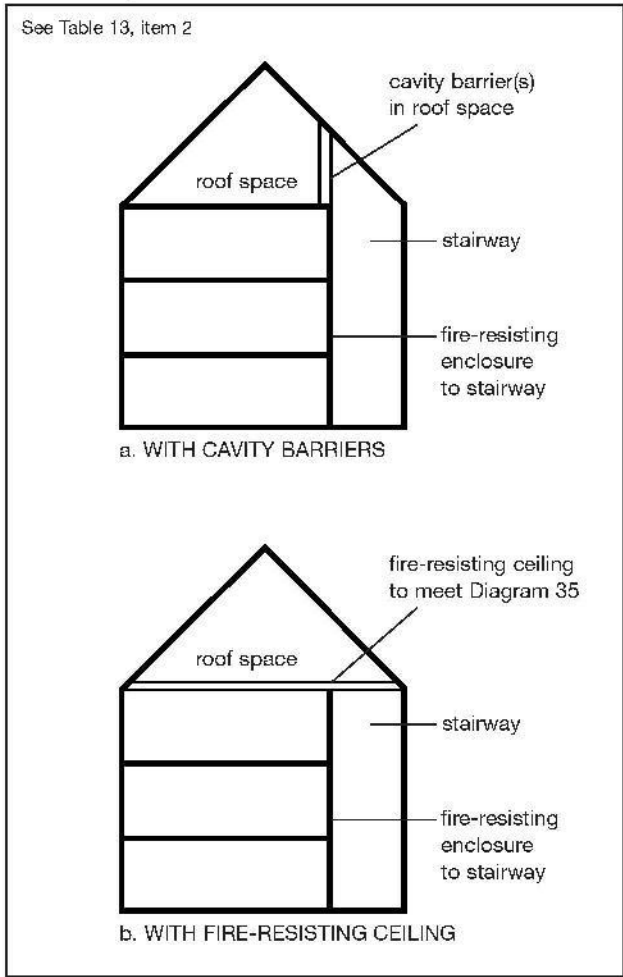 See Table 13, item 2
cavity barrier(s)
in roof space
roof space
stairway
fire-resisting
enclosure
to stairway
a. WITH CAVITY BARRIERS
fire-resisting ceiling
to meet Diagram 35
roof space
stairway
fire-resisting
enclosure
to stairway
b. WITH FIRE-RESISTING CEILING